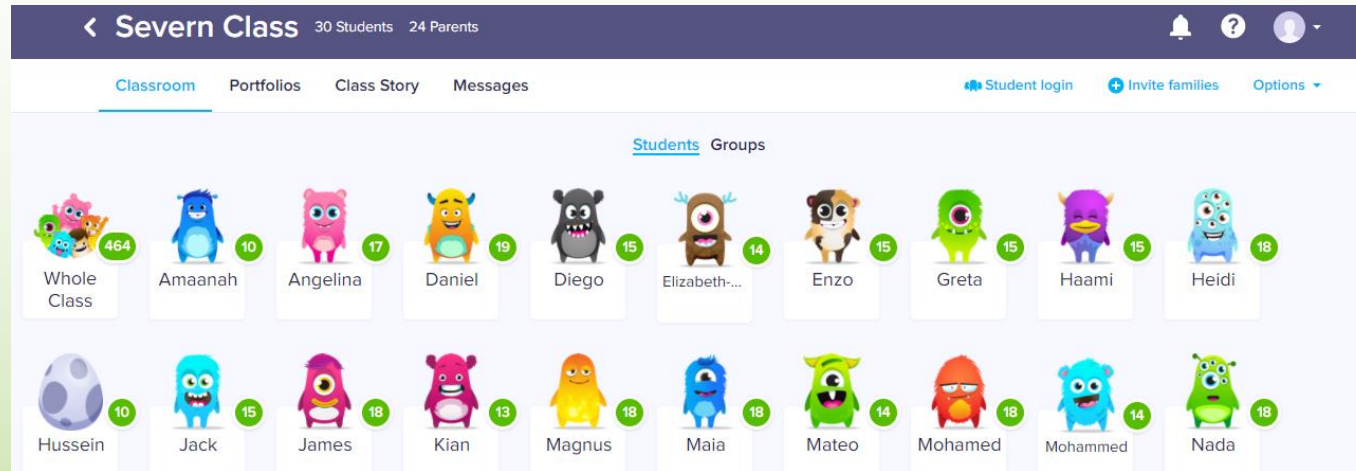 Severn Class 30 Students 24 Parents
Classroom Portfolios Class Story Messages Student login Invite families Options
Students Groups
464 10 17 19 15 14 15 15 15 18
Whole Class Amaanah Angelina Daniel Diego Elizabeth-... Enzo Greta Haami Heidi
10 15 18 13 18 18 14 18 14 18
Hussein Jack James Kian Magnus Maia Mateo Mohamed Mohammed Nada